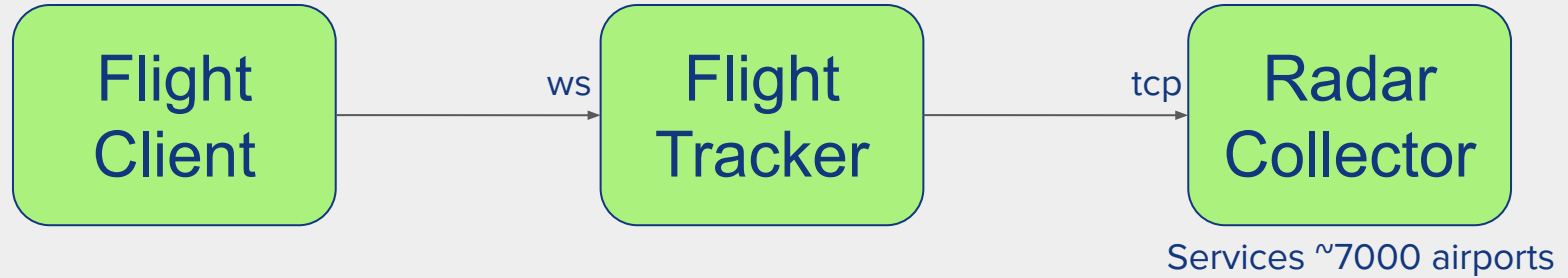 Flight
Client
ws
Flight
Tracker
tcp
Radar
Collector
Services ~7000 airports